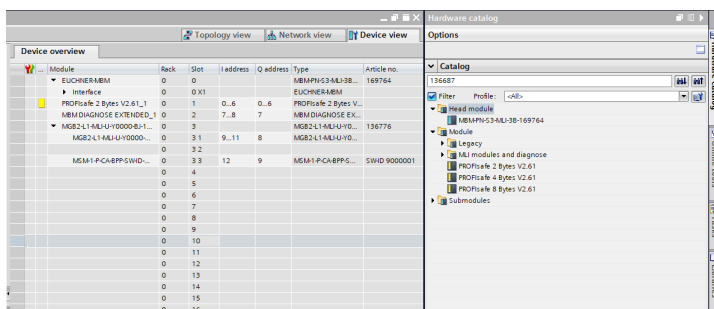 Hardware catalog
Topology view Network view Device view Options
Device overview
... Module Rack Slot I address Q address Type Article no.
Catalog
EUCHNER-MBM 0 0 MBM-PN-S3-MLI-3B... 169764
136687
Interface 0 0 X1 EUCHNER-MBM
PROFIsafe 2 Bytes V2.61_1 0 1 0...6 0...6 PROFIsafe 2 Bytes V...
Filter Profile: <All>
MBM DIAGNOSE EXTENDED_1 0 2 7...8 7 MBM DIAGNOSE EX...
Head module
MGB2-L1-MLI-U-Y0000-BJ-1... 0 3 MGB2-L1-MLI-U-Y0... 136776
MBM-PN-S3-MLI-3B-169764
MGB2-L1-MLI-U-Y0000-... 0 3 1 9...11 8 MGB2-L1-MLI-U-Y0...
Module
0 3 2
Legacy
MSM-1-P-CA-BPP-SWHD-... 0 3 3 12 9 MSM-1-P-CA-BPP-S... SWHD 9000001
MLI modules and diagnose
0 4
PROFIsafe 2 Bytes V2.61
0 5
PROFIsafe 4 Bytes V2.61
0 6
PROFIsafe 8 Bytes V2.61
0 7
Submodules
0 8
0 9
0 10
0 11
0 12
0 13
0 14
0 15